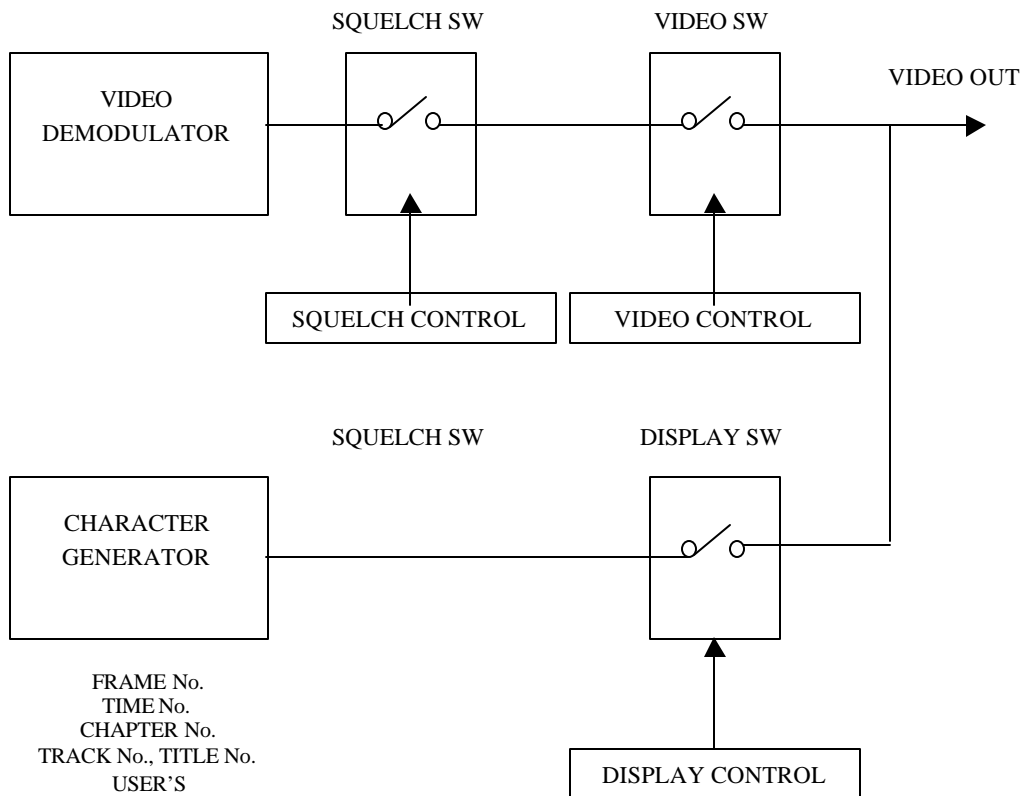 SQUELCH SW
VIDEO SW
VIDEO OUT
VIDEO
DEMODULATOR
SQUELCH CONTROL
VIDEO CONTROL
SQUELCH SW
DISPLAY SW
CHARACTER
GENERATOR
FRAME No.
TIME No.
CHAPTER No.
TRACK No., TITLE No.
USER'S
DISPLAY CONTROL